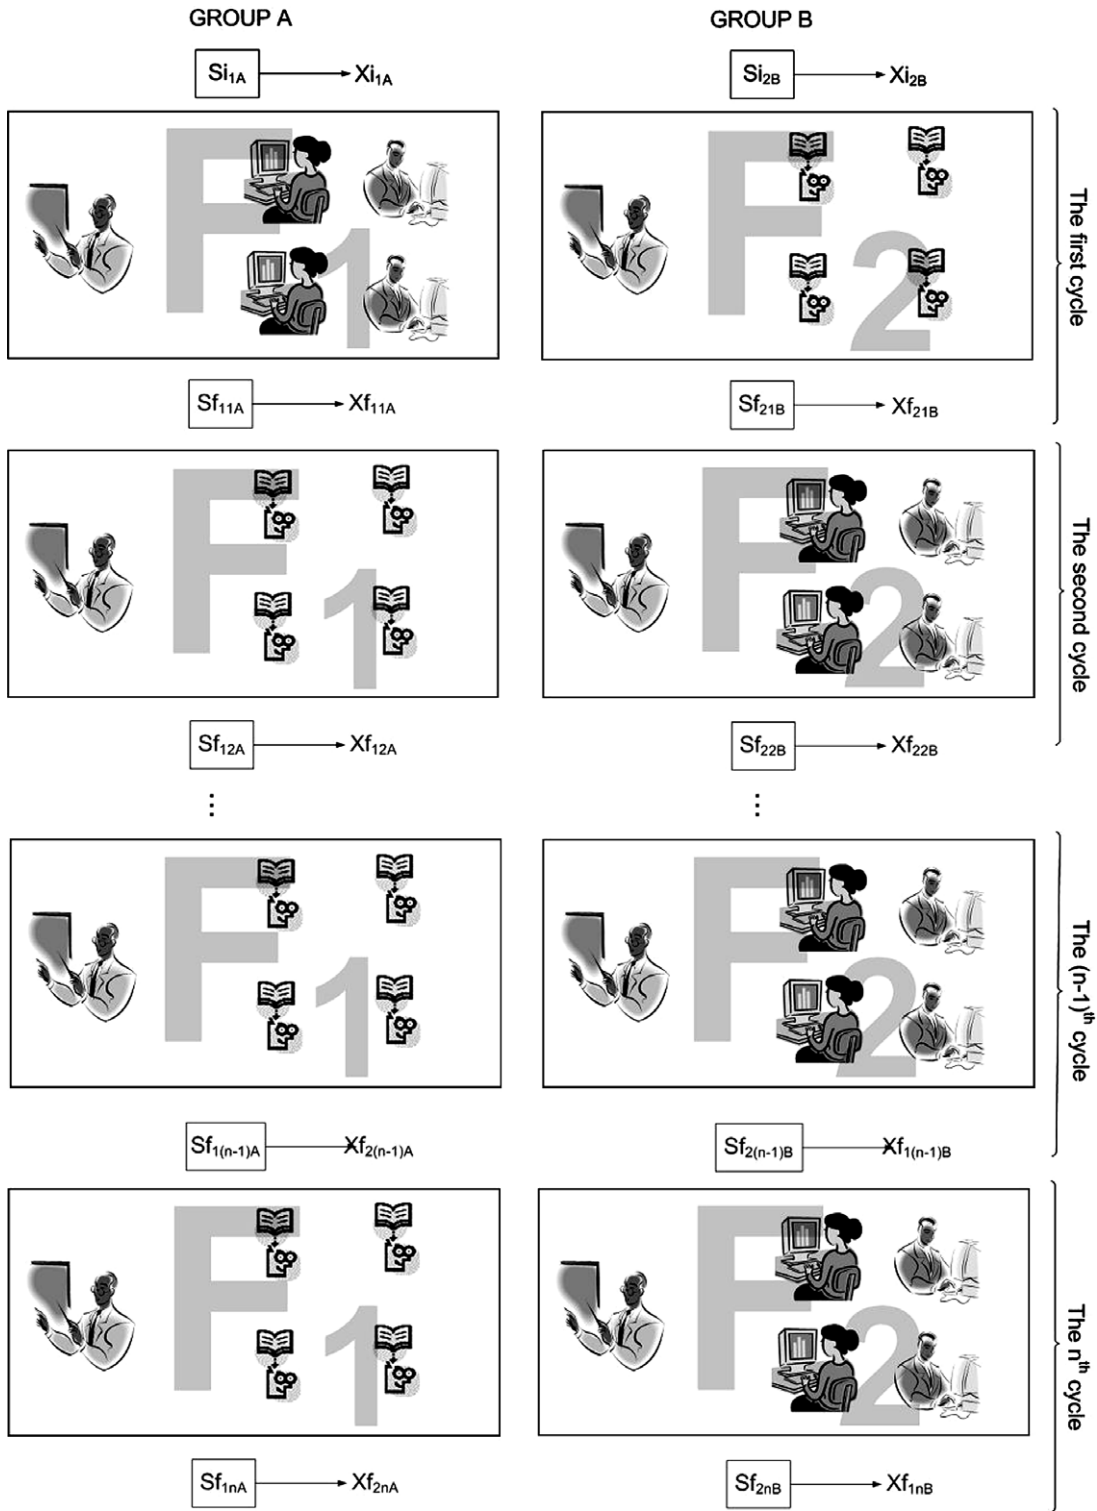 GROUP A GROUP B
Si1A Xi1A Si2B Xi2B
F1 F2
The first cycle
Sf11A Xf11A Sf21B Xf21B
F1 F2
The second cycle
Sf12A Xf12A Sf22B Xf22B
⋮ ⋮
F1 F2
The (n-1)th cycle
Sf1(n-1)A Xf2(n-1)A Sf2(n-1)B Xf1(n-1)B
F1 F2
The nth cycle
Sf1nA Xf2nA Sf2nB Xf1nB